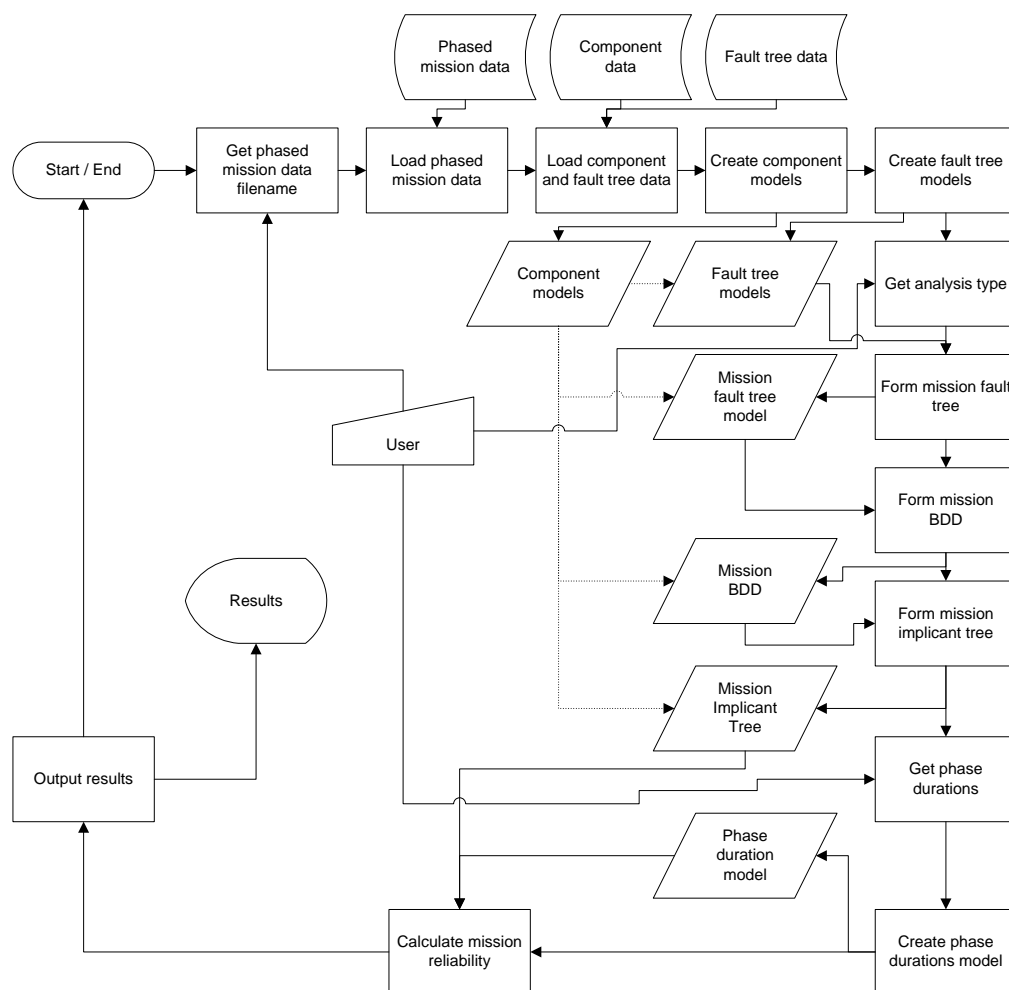 Phased
mission data
Component
data
Fault tree data
Start / End
Get phased
mission data
filename
Load phased
mission data
Load component
and fault tree data
Create component
models
Create fault tree
models
Component
models
Fault tree
models
Get analysis type
Mission
fault tree
model
Form mission fault
tree
User
Form mission
BDD
Results
Mission
BDD
Form mission
implicant tree
Mission
Implicant
Tree
Output results
Get phase
durations
Phase
duration
model
Calculate mission
reliability
Create phase
durations model